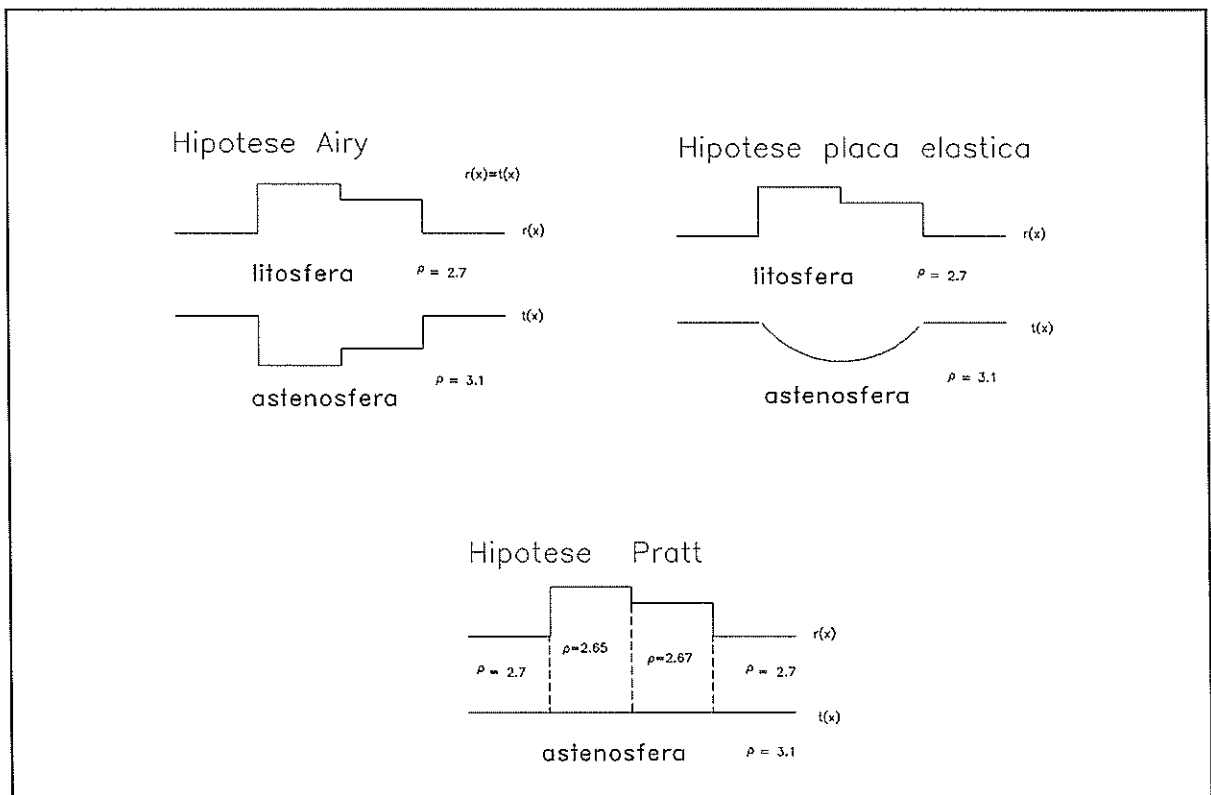 Hipotese Airy
r(x)=t(x)
r(x)
litosfera
ρ = 2.7
t(x)
ρ = 3.1
astenosfera
Hipotese placa elastica
r(x)
litosfera
ρ = 2.7
t(x)
ρ = 3.1
astenosfera
Hipotese Pratt
r(x)
ρ=2.65
ρ=2.67
ρ = 2.7
ρ = 2.7
t(x)
astenosfera
ρ = 3.1